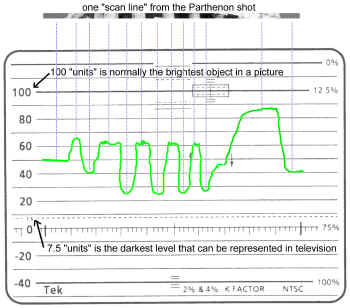 one "scan line" from the Parthenon shot
0%
100 "units" is normally the brightest object in a picture
100
12.5%
80
60
50
40
20
0
75%
7.5 "units" is the darkest level that can be represented in television
-20
-40
Tek
2% & 4% K FACTOR NTSC
100%